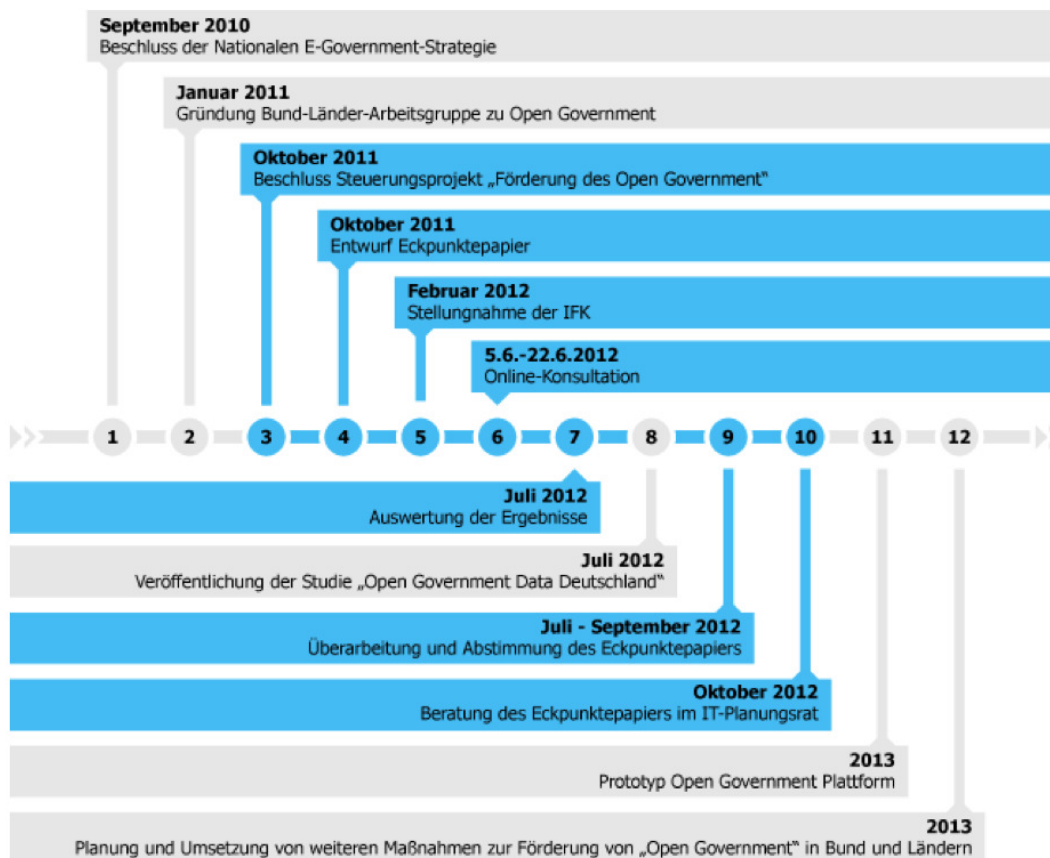 September 2010
Beschluss der Nationalen E-Government-Strategie
Januar 2011
Gründung Bund-Länder-Arbeitsgruppe zu Open Government
Oktober 2011
Beschluss Steuerungsprojekt „Förderung des Open Government“
Oktober 2011
Entwurf Eckpunktepapier
Februar 2012
Stellungnahme der IFK
5.6.-22.6.2012
Online-Konsultation
1 2 3 4 5 6 7 8 9 10 11 12
Juli 2012
Auswertung der Ergebnisse
Juli 2012
Veröffentlichung der Studie „Open Government Data Deutschland“
Juli - September 2012
Überarbeitung und Abstimmung des Eckpunktepapiers
Oktober 2012
Beratung des Eckpunktepapiers im IT-Planungsrat
2013
Prototyp Open Government Plattform
2013
Planung und Umsetzung von weiteren Maßnahmen zur Förderung von „Open Government“ in Bund und Ländern